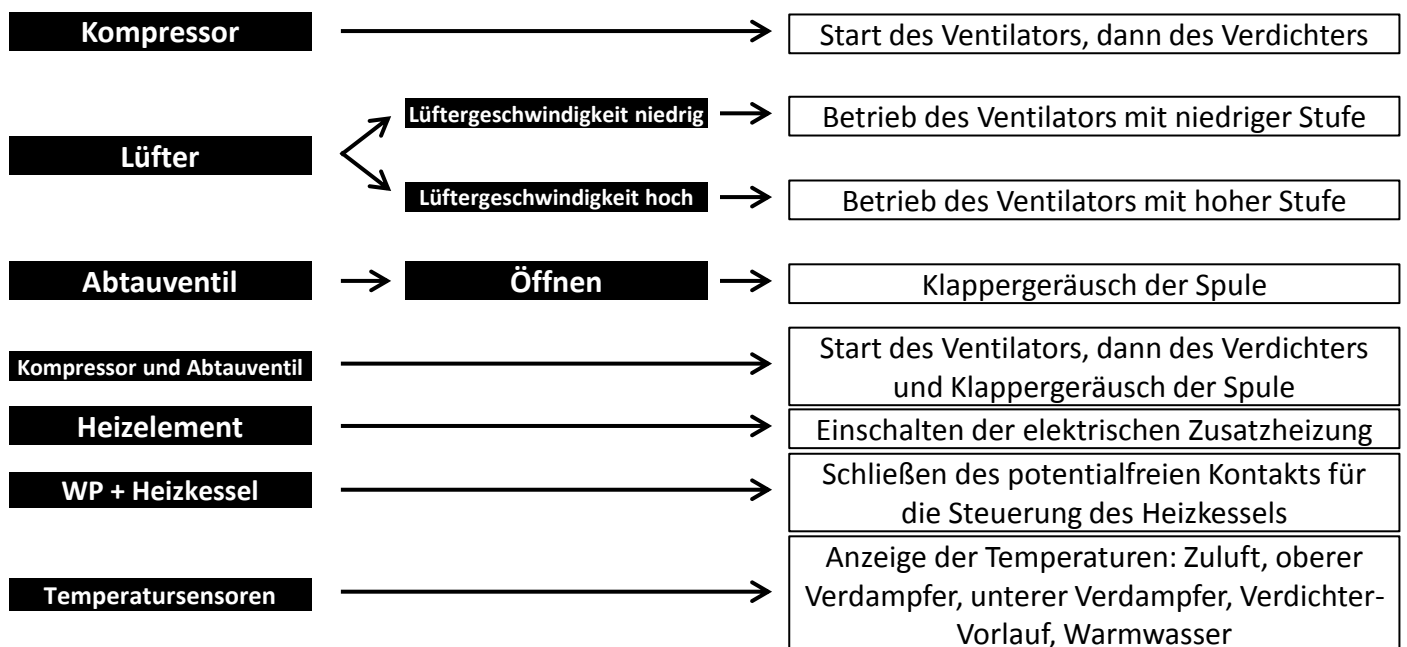 Kompressor
Start des Ventilators, dann des Verdichters
Lüfter
Lüftergeschwindigkeit niedrig
Betrieb des Ventilators mit niedriger Stufe
Lüftergeschwindigkeit hoch
Betrieb des Ventilators mit hoher Stufe
Abtauventil
Öffnen
Klappergeräusch der Spule
Kompressor und Abtauventil
Start des Ventilators, dann des Verdichters
und Klappergeräusch der Spule
Heizelement
Einschalten der elektrischen Zusatzheizung
WP + Heizkessel
Schließen des potentialfreien Kontakts für
die Steuerung des Heizkessels
Temperatursensoren
Anzeige der Temperaturen: Zuluft, oberer
Verdampfer, unterer Verdampfer, Verdichter-
Vorlauf, Warmwasser